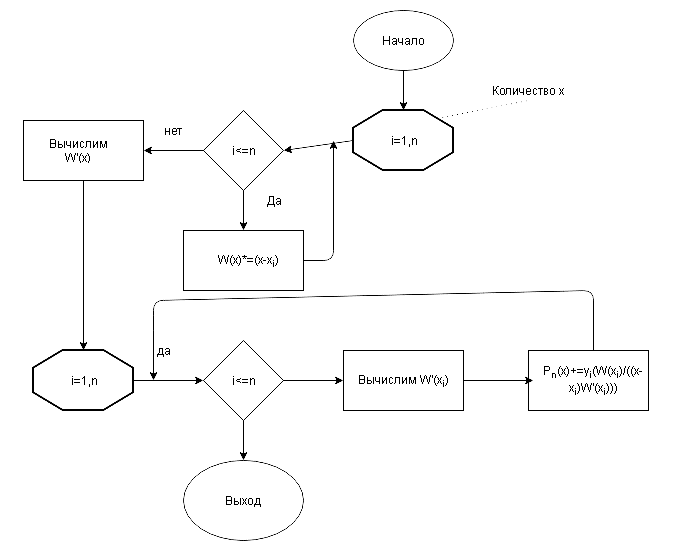 Начало
Количество x
i=1,n
нет
i<=n
Вычислим
W'(x)
Да
W(x)*=(x-xi)
да
i=1,n
i<=n
Вычислим W'(xi)
Pn(x)+=yi(W(xi)/((x-
xi)W'(xi)))
Выход